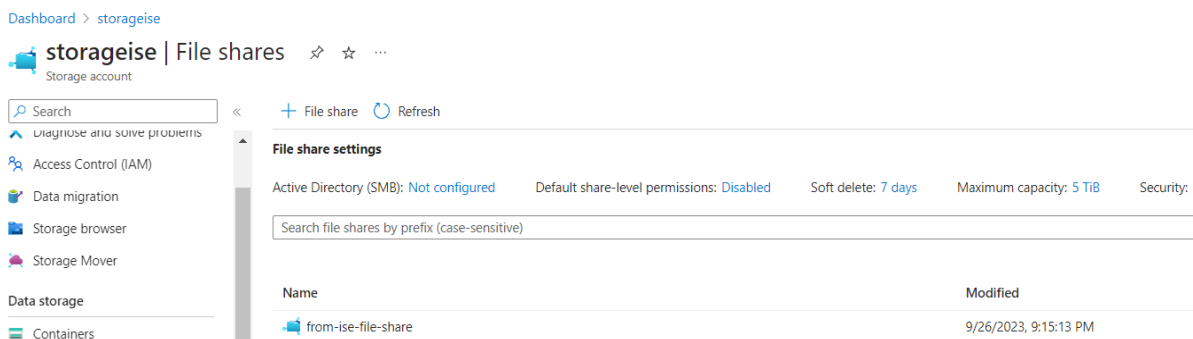 Dashboard > storageise
storageise | File shares
Storage account
Search
+ File share Refresh
Diagnose and solve problems
File share settings
Access Control (IAM)
Active Directory (SMB): Not configured Default share-level permissions: Disabled Soft delete: 7 days Maximum capacity: 5 TiB Security:
Data migration
Storage browser
Search file shares by prefix (case-sensitive)
Storage Mover
Name Modified
Data storage
from-ise-file-share 9/26/2023, 9:15:13 PM
Containers